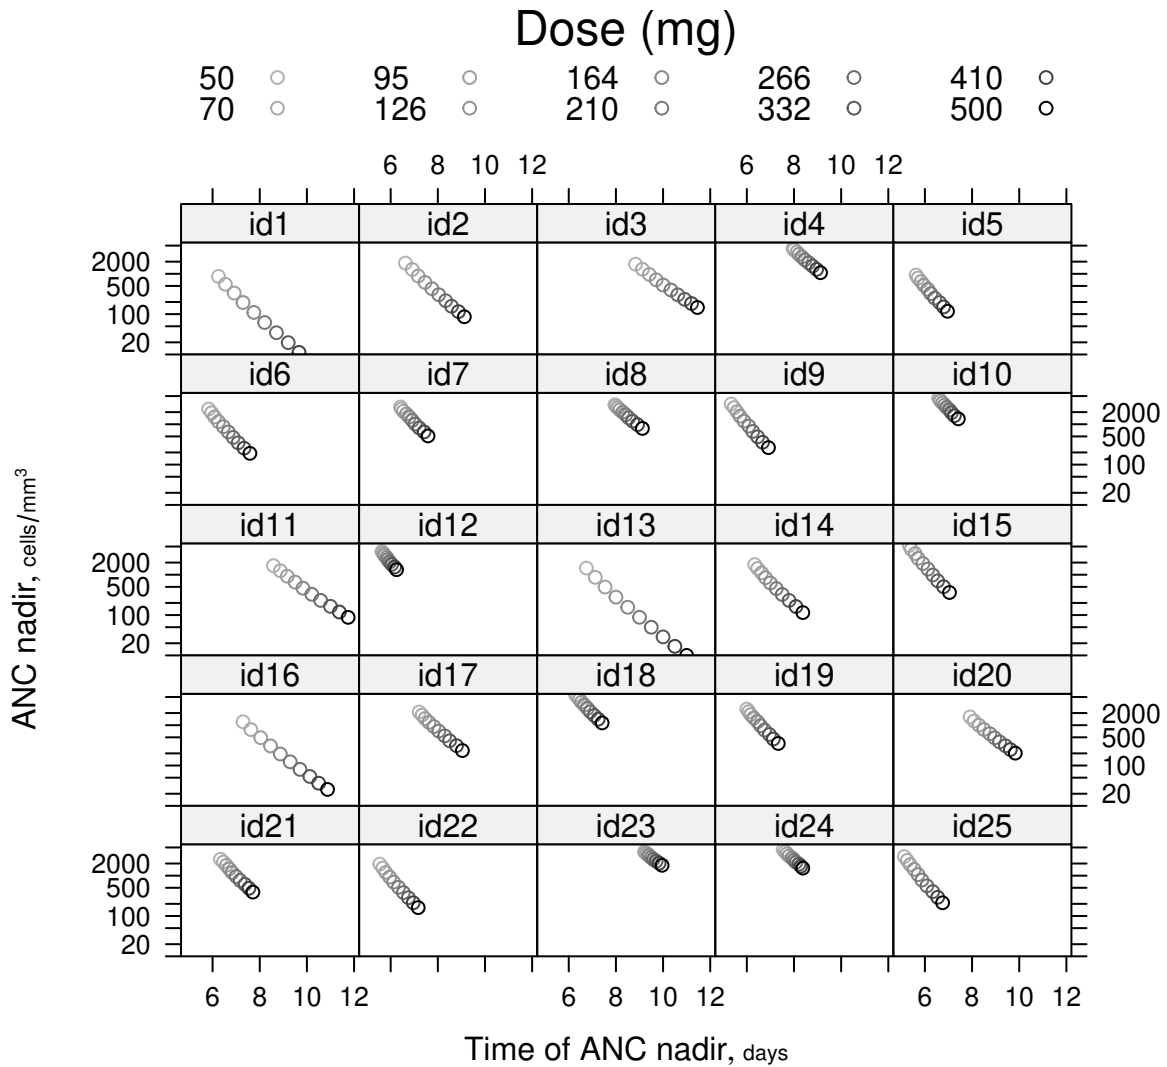 Dose (mg)
50 95 164 266 410
70 126 210 332 500
6 8 10 12 6 8 10 12
id1 id2 id3 id4 id5
2000
500
100
20
id6 id7 id8 id9 id10
2000
500
100
20
id11 id12 id13 id14 id15
2000
500
100
20
id16 id17 id18 id19 id20
2000
500
100
20
id21 id22 id23 id24 id25
2000
500
100
20
6 8 10 12 6 8 10 12 6 8 10 12
ANC nadir, cells/mm³
Time of ANC nadir, days